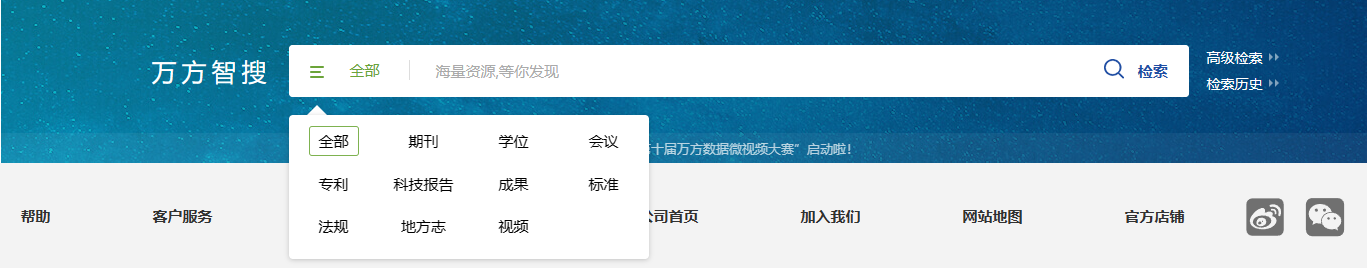 万方智搜
全部
海量资源,等你发现
检索
高级检索
检索历史
全部 期刊 学位 会议
十届万方数据微视频大赛”启动啦!
专利 科技报告 成果 标准
法规 地方志 视频
帮助 客户服务 公司首页 加入我们 网站地图 官方店铺